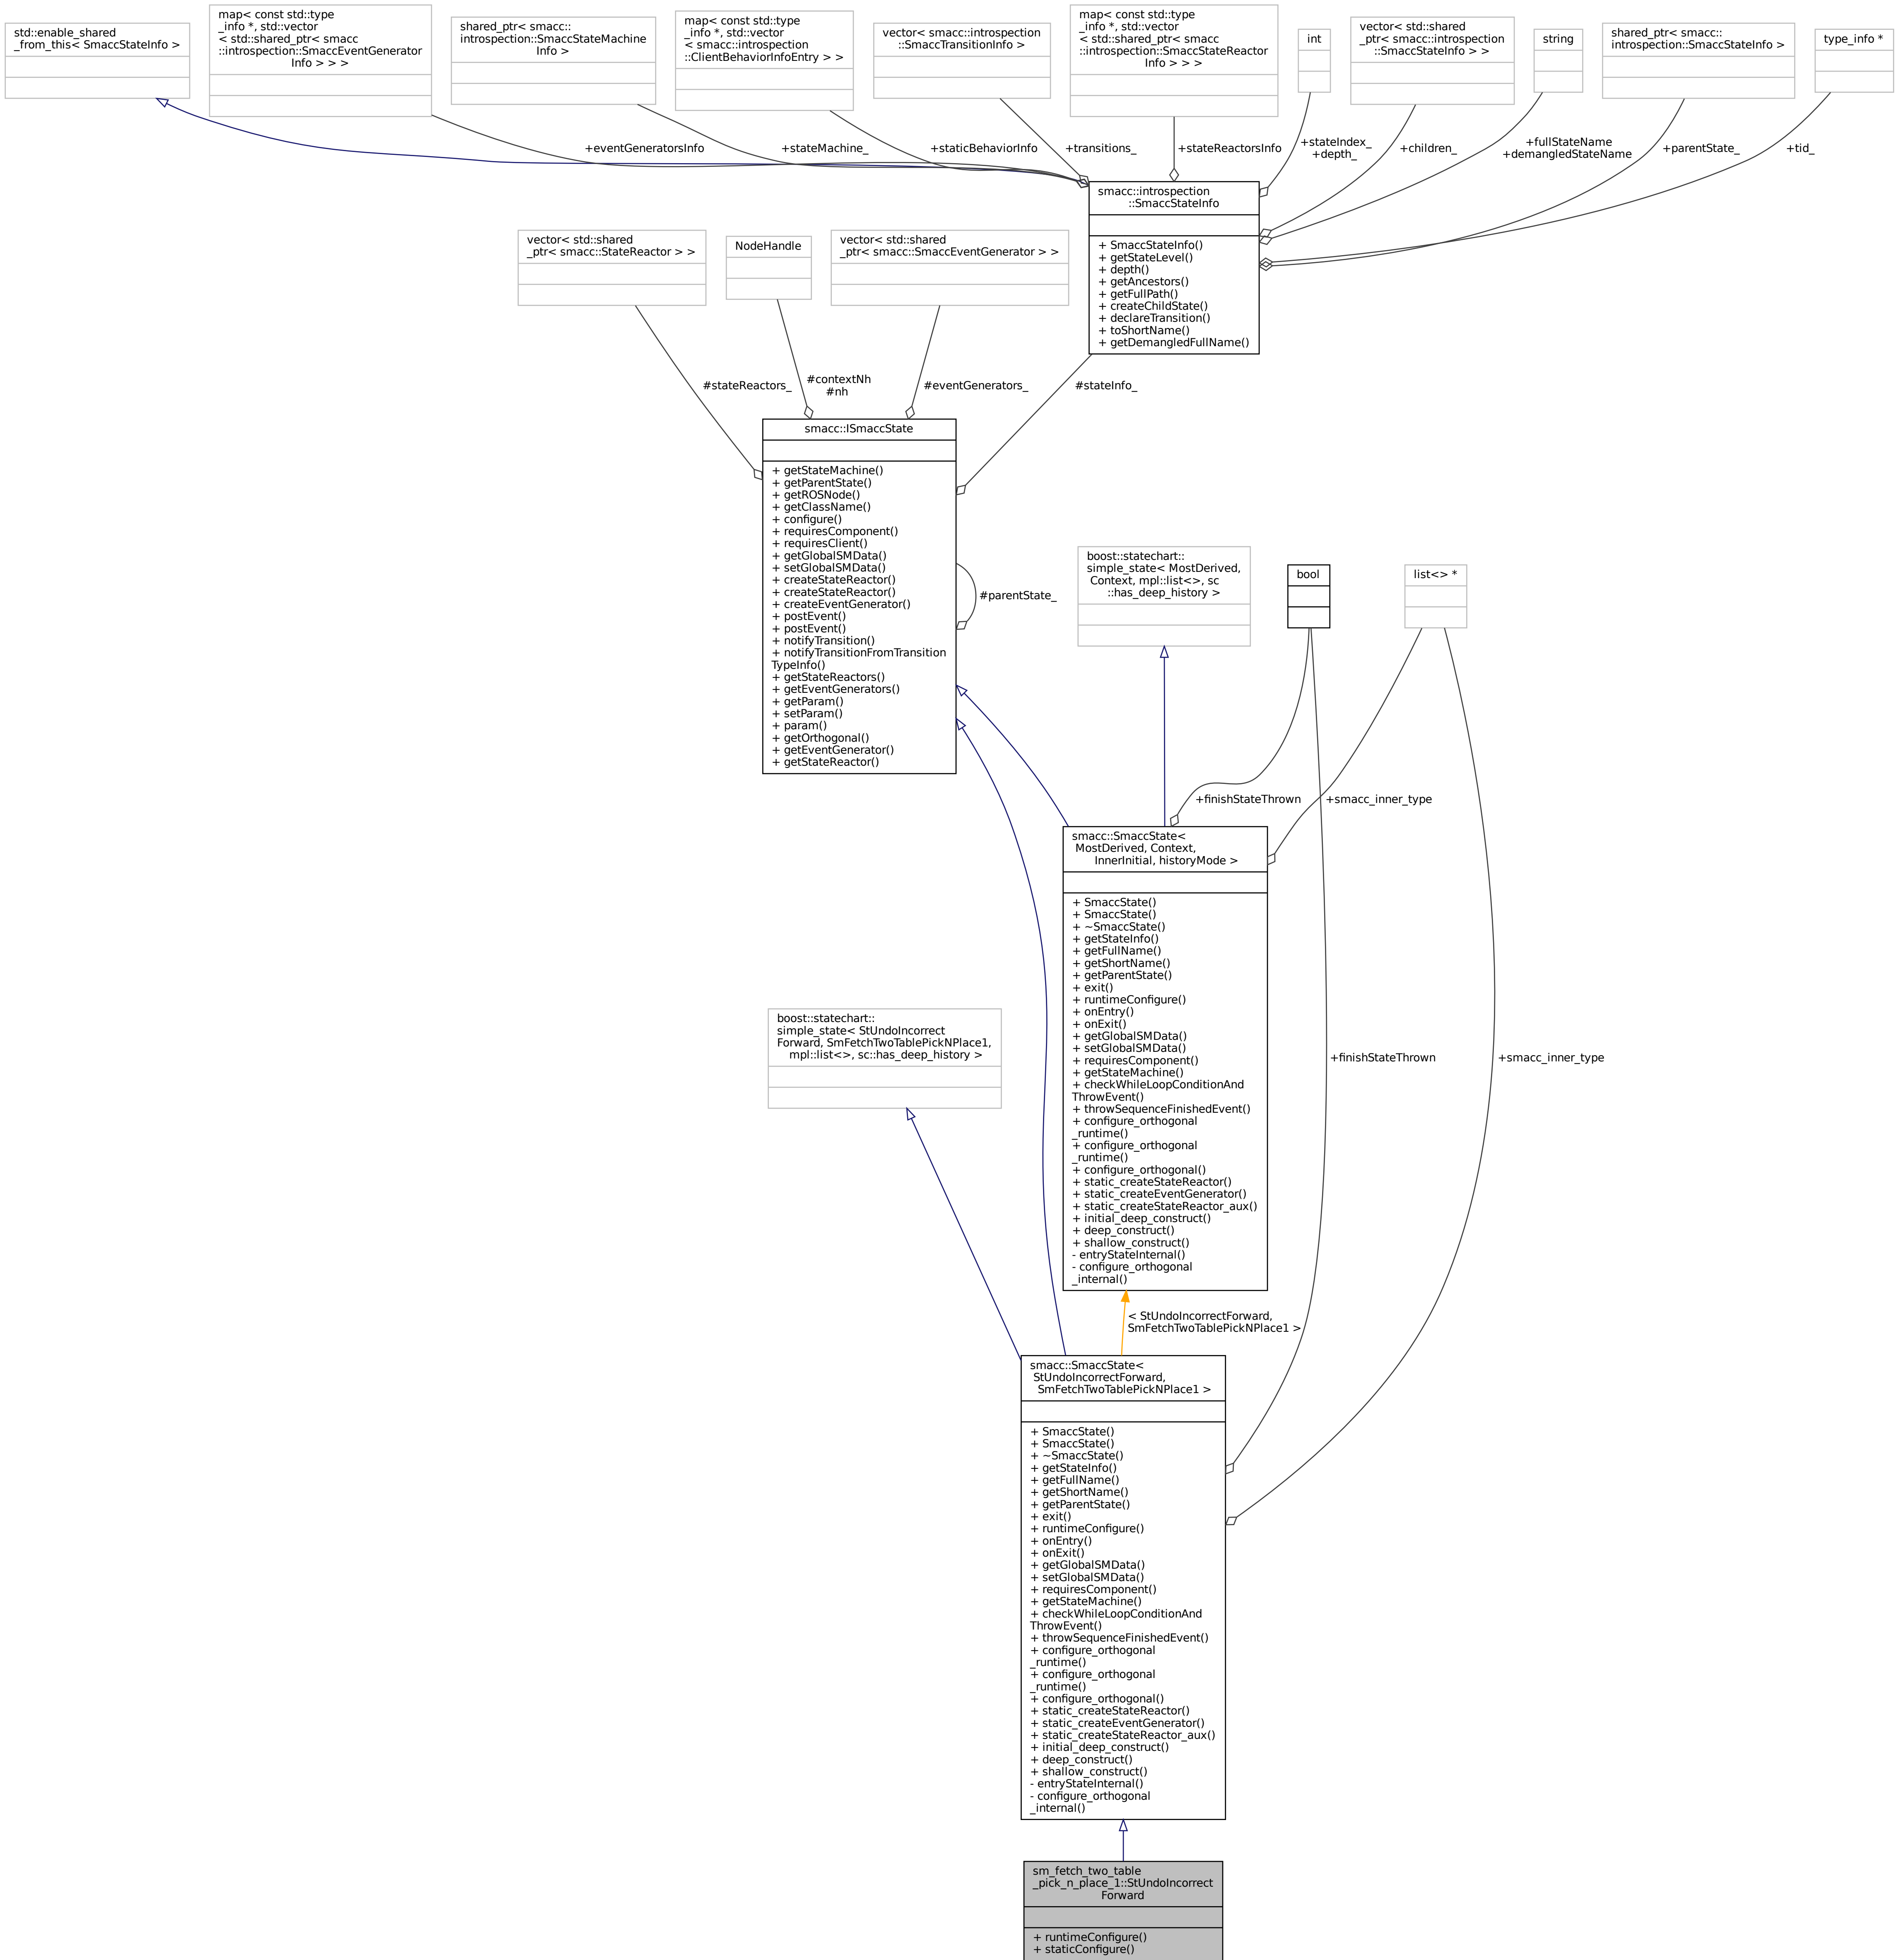 std::enable_shared
_from_this< SmaccStateInfo >
map< const std::type
_info *, std::vector
< std::shared_ptr< smacc
::introspection::SmaccEventGenerator
Info > > >
shared_ptr< smacc::
introspection::SmaccStateMachine
Info >
map< const std::type
_info *, std::vector
< smacc::introspection
::ClientBehaviorInfoEntry > >
vector< smacc::introspection
::SmaccTransitionInfo >
map< const std::type
_info *, std::vector
< std::shared_ptr< smacc
::introspection::SmaccStateReactor
Info > > >
int
vector< std::shared
_ptr< smacc::introspection
::SmaccStateInfo > >
string
shared_ptr< smacc::
introspection::SmaccStateInfo >
type_info *
+eventGeneratorsInfo
+stateMachine_
+staticBehaviorInfo
+transitions_
+stateReactorsInfo
+stateIndex_
+depth_
+children_
+fullStateName
+demangledStateName
+parentState_
+tid_
smacc::introspection
::SmaccStateInfo
+ SmaccStateInfo()
+ getStateLevel()
+ depth()
+ getAncestors()
+ getFullPath()
+ createChildState()
+ declareTransition()
+ toShortName()
+ getDemangledFullName()
vector< std::shared
_ptr< smacc::StateReactor > >
NodeHandle
vector< std::shared
_ptr< smacc::SmaccEventGenerator > >
#stateReactors_
#contextNh
#nh
#eventGenerators_
#stateInfo_
smacc::ISmaccState
+ getStateMachine()
+ getParentState()
+ getROSNode()
+ getClassName()
+ configure()
+ requiresComponent()
+ requiresClient()
+ getGlobalSMData()
+ setGlobalSMData()
+ createStateReactor()
+ createStateReactor()
+ createEventGenerator()
+ postEvent()
+ postEvent()
+ notifyTransition()
+ notifyTransitionFromTransition
TypeInfo()
+ getStateReactors()
+ getEventGenerators()
+ getParam()
+ setParam()
+ param()
+ getOrthogonal()
+ getEventGenerator()
+ getStateReactor()
#parentState_
boost::statechart::
simple_state< MostDerived,
Context, mpl::list<>, sc
::has_deep_history >
bool
list<> *
+finishStateThrown
+smacc_inner_type
smacc::SmaccState<
MostDerived, Context,
InnerInitial, historyMode >
+ SmaccState()
+ SmaccState()
+ ~SmaccState()
+ getStateInfo()
+ getFullName()
+ getShortName()
+ getParentState()
+ exit()
+ runtimeConfigure()
+ onEntry()
+ onExit()
+ getGlobalSMData()
+ setGlobalSMData()
+ requiresComponent()
+ getStateMachine()
+ checkWhileLoopConditionAnd
ThrowEvent()
+ throwSequenceFinishedEvent()
+ configure_orthogonal
_runtime()
+ configure_orthogonal
_runtime()
+ configure_orthogonal()
+ static_createStateReactor()
+ static_createEventGenerator()
+ static_createStateReactor_aux()
+ initial_deep_construct()
+ deep_construct()
+ shallow_construct()
- entryStateInternal()
- configure_orthogonal
_internal()
boost::statechart::
simple_state< StUndoIncorrect
Forward, SmFetchTwoTablePickNPlace1,
mpl::list<>, sc::has_deep_history >
+finishStateThrown
+smacc_inner_type
< StUndoIncorrectForward,
SmFetchTwoTablePickNPlace1 >
smacc::SmaccState<
StUndoIncorrectForward,
SmFetchTwoTablePickNPlace1 >
+ SmaccState()
+ SmaccState()
+ ~SmaccState()
+ getStateInfo()
+ getFullName()
+ getShortName()
+ getParentState()
+ exit()
+ runtimeConfigure()
+ onEntry()
+ onExit()
+ getGlobalSMData()
+ setGlobalSMData()
+ requiresComponent()
+ getStateMachine()
+ checkWhileLoopConditionAnd
ThrowEvent()
+ throwSequenceFinishedEvent()
+ configure_orthogonal
_runtime()
+ configure_orthogonal
_runtime()
+ configure_orthogonal()
+ static_createStateReactor()
+ static_createEventGenerator()
+ static_createStateReactor_aux()
+ initial_deep_construct()
+ deep_construct()
+ shallow_construct()
- entryStateInternal()
- configure_orthogonal
_internal()
sm_fetch_two_table
_pick_n_place_1::StUndoIncorrect
Forward
+ runtimeConfigure()
+ staticConfigure()